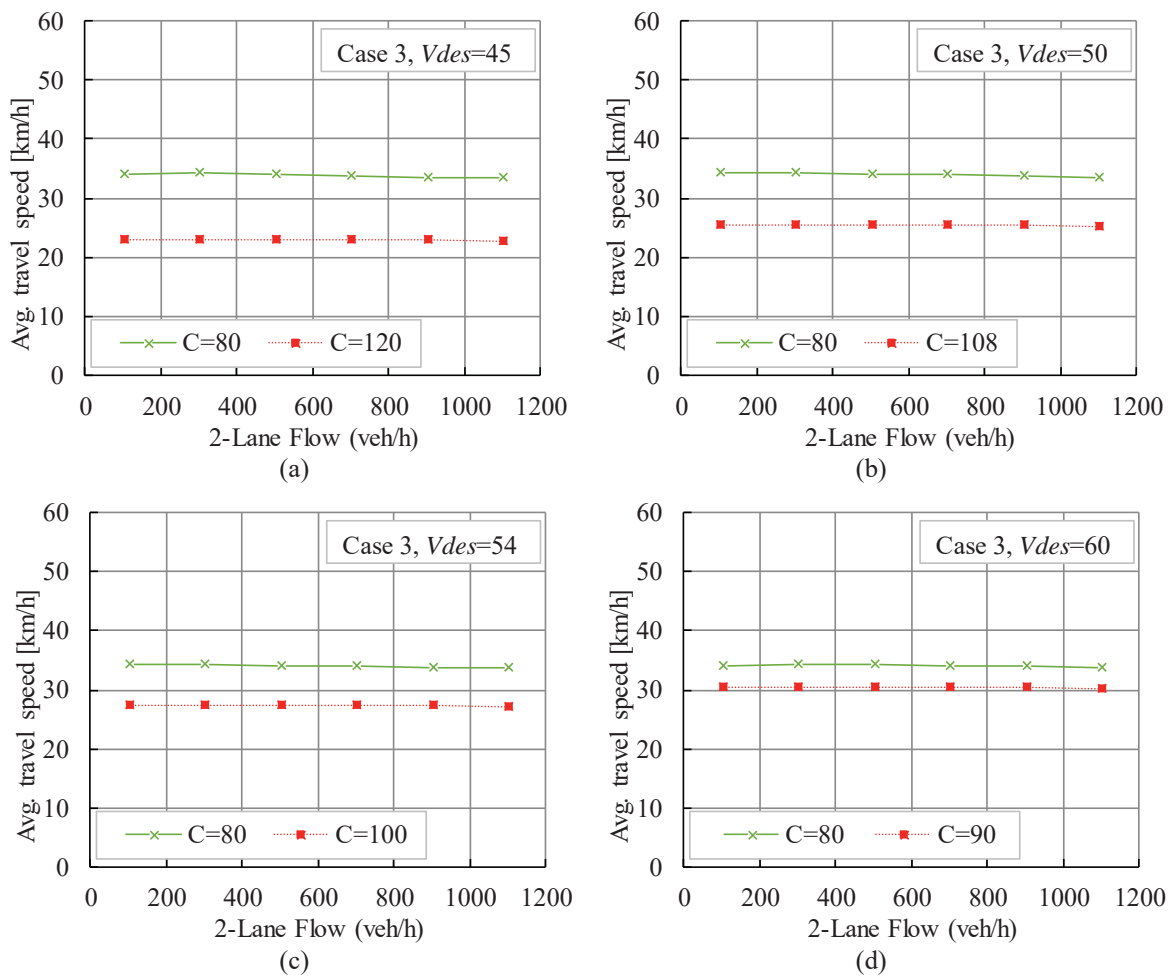 60
50
40
30
20
10
0
Avg. travel speed [km/h]
Case 3, Vdes=45
C=80 C=120
0 200 400 600 800 1000 1200
2-Lane Flow (veh/h)
(a)
60
50
40
30
20
10
0
Avg. travel speed [km/h]
Case 3, Vdes=50
C=80 C=108
0 200 400 600 800 1000 1200
2-Lane Flow (veh/h)
(b)
60
50
40
30
20
10
0
Avg. travel speed [km/h]
Case 3, Vdes=54
C=80 C=100
0 200 400 600 800 1000 1200
2-Lane Flow (veh/h)
(c)
60
50
40
30
20
10
0
Avg. travel speed [km/h]
Case 3, Vdes=60
C=80 C=90
0 200 400 600 800 1000 1200
2-Lane Flow (veh/h)
(d)